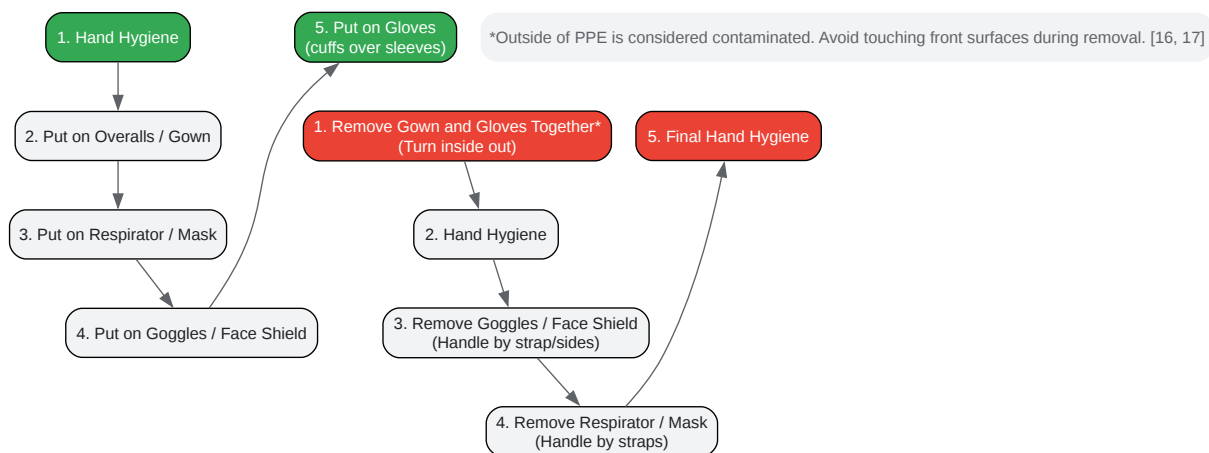 1. Hand Hygiene
2. Put on Overalls / Gown
3. Put on Respirator / Mask
4. Put on Goggles / Face Shield
5. Put on Gloves
(cuffs over sleeves)
*Outside of PPE is considered contaminated. Avoid touching front surfaces during removal. [16, 17]
1. Remove Gown and Gloves Together*
(Turn inside out)
2. Hand Hygiene
3. Remove Goggles / Face Shield
(Handle by strap/sides)
4. Remove Respirator / Mask
(Handle by straps)
5. Final Hand Hygiene